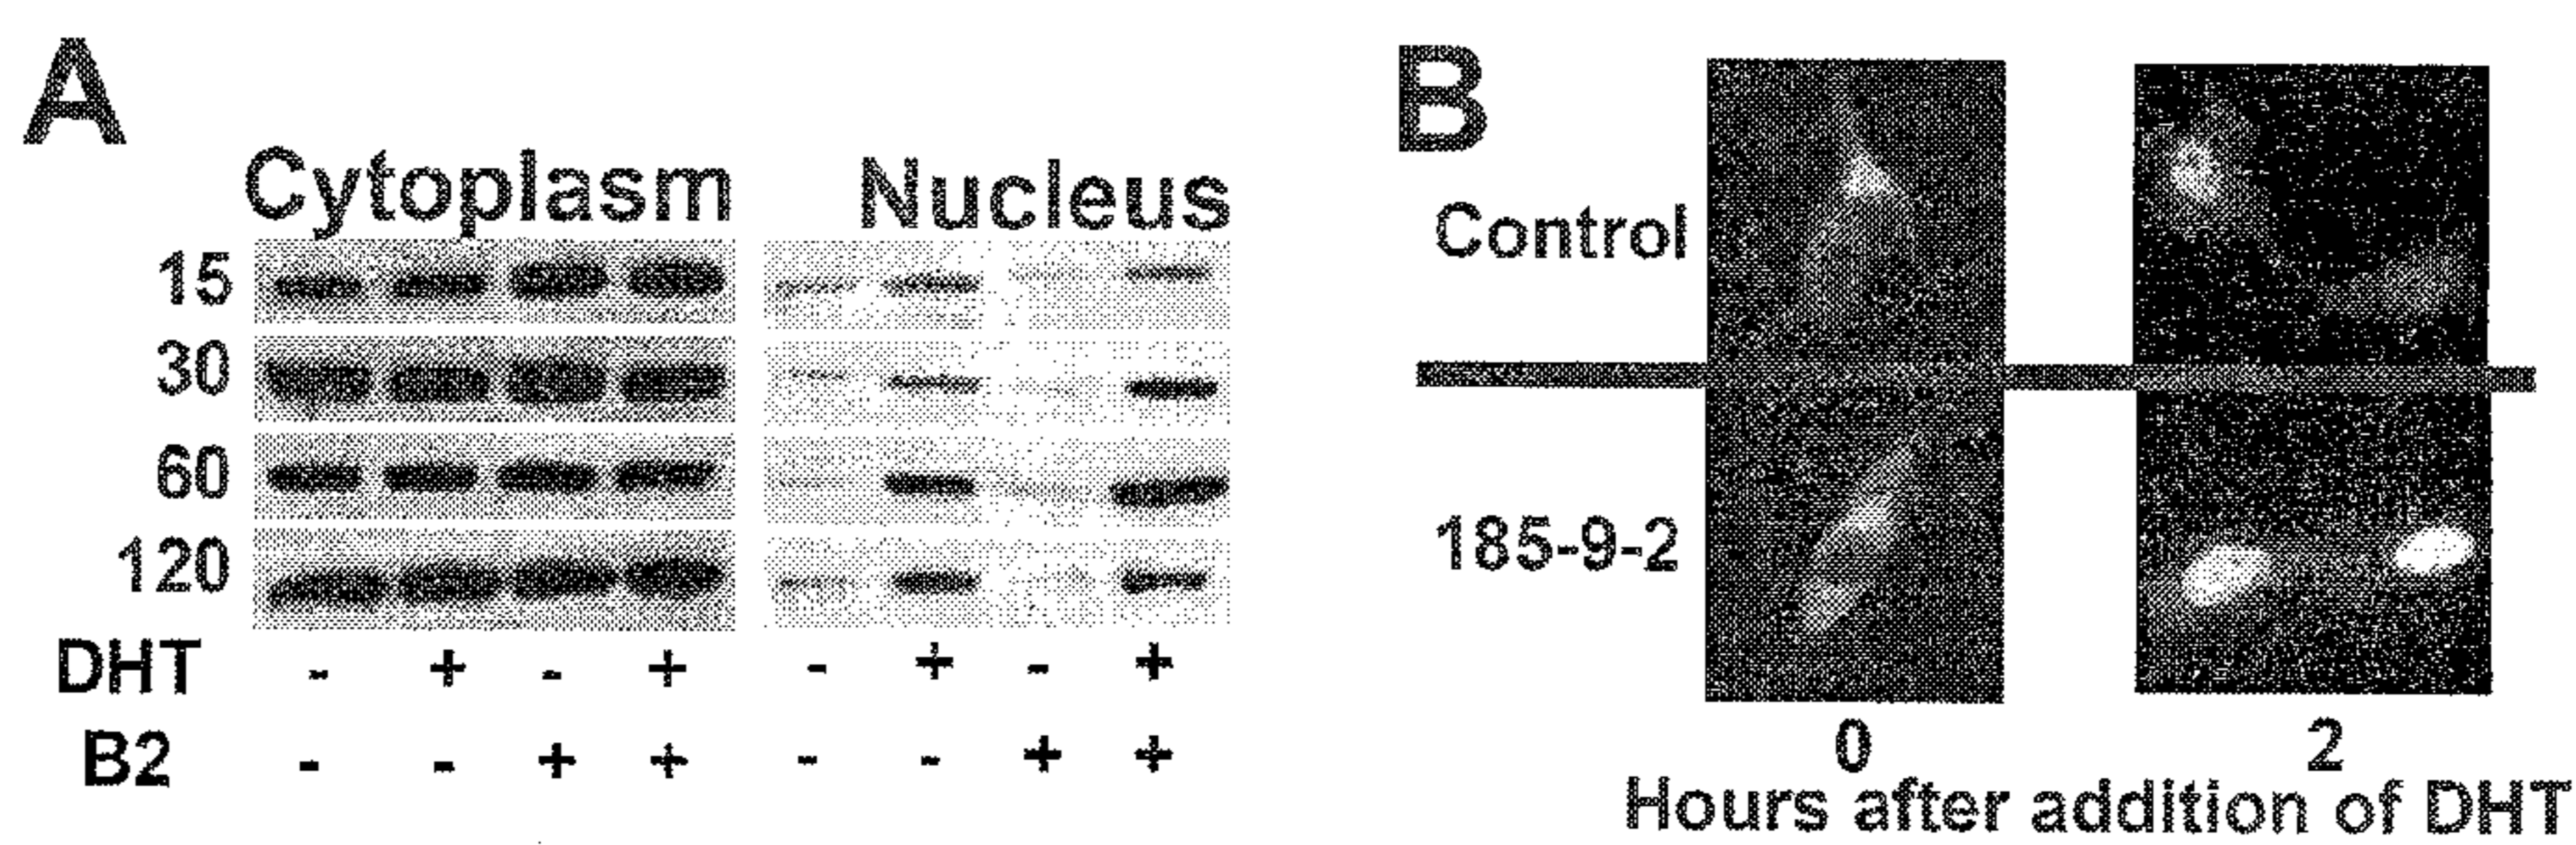 A
Cytoplasm Nucleus
15
30
60
120
DHT - + - + - + - +
B2 - - + + - - + +
B
Control
185-9-2
0 2
Hours after addition of DHT